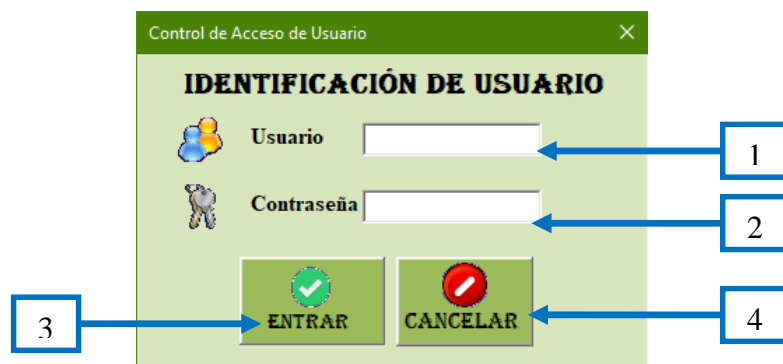 Control de Acceso de Usuario
IDENTIFICACIÓN DE USUARIO
Usuario
1
Contraseña
2
3
ENTRAR
CANCELAR
4